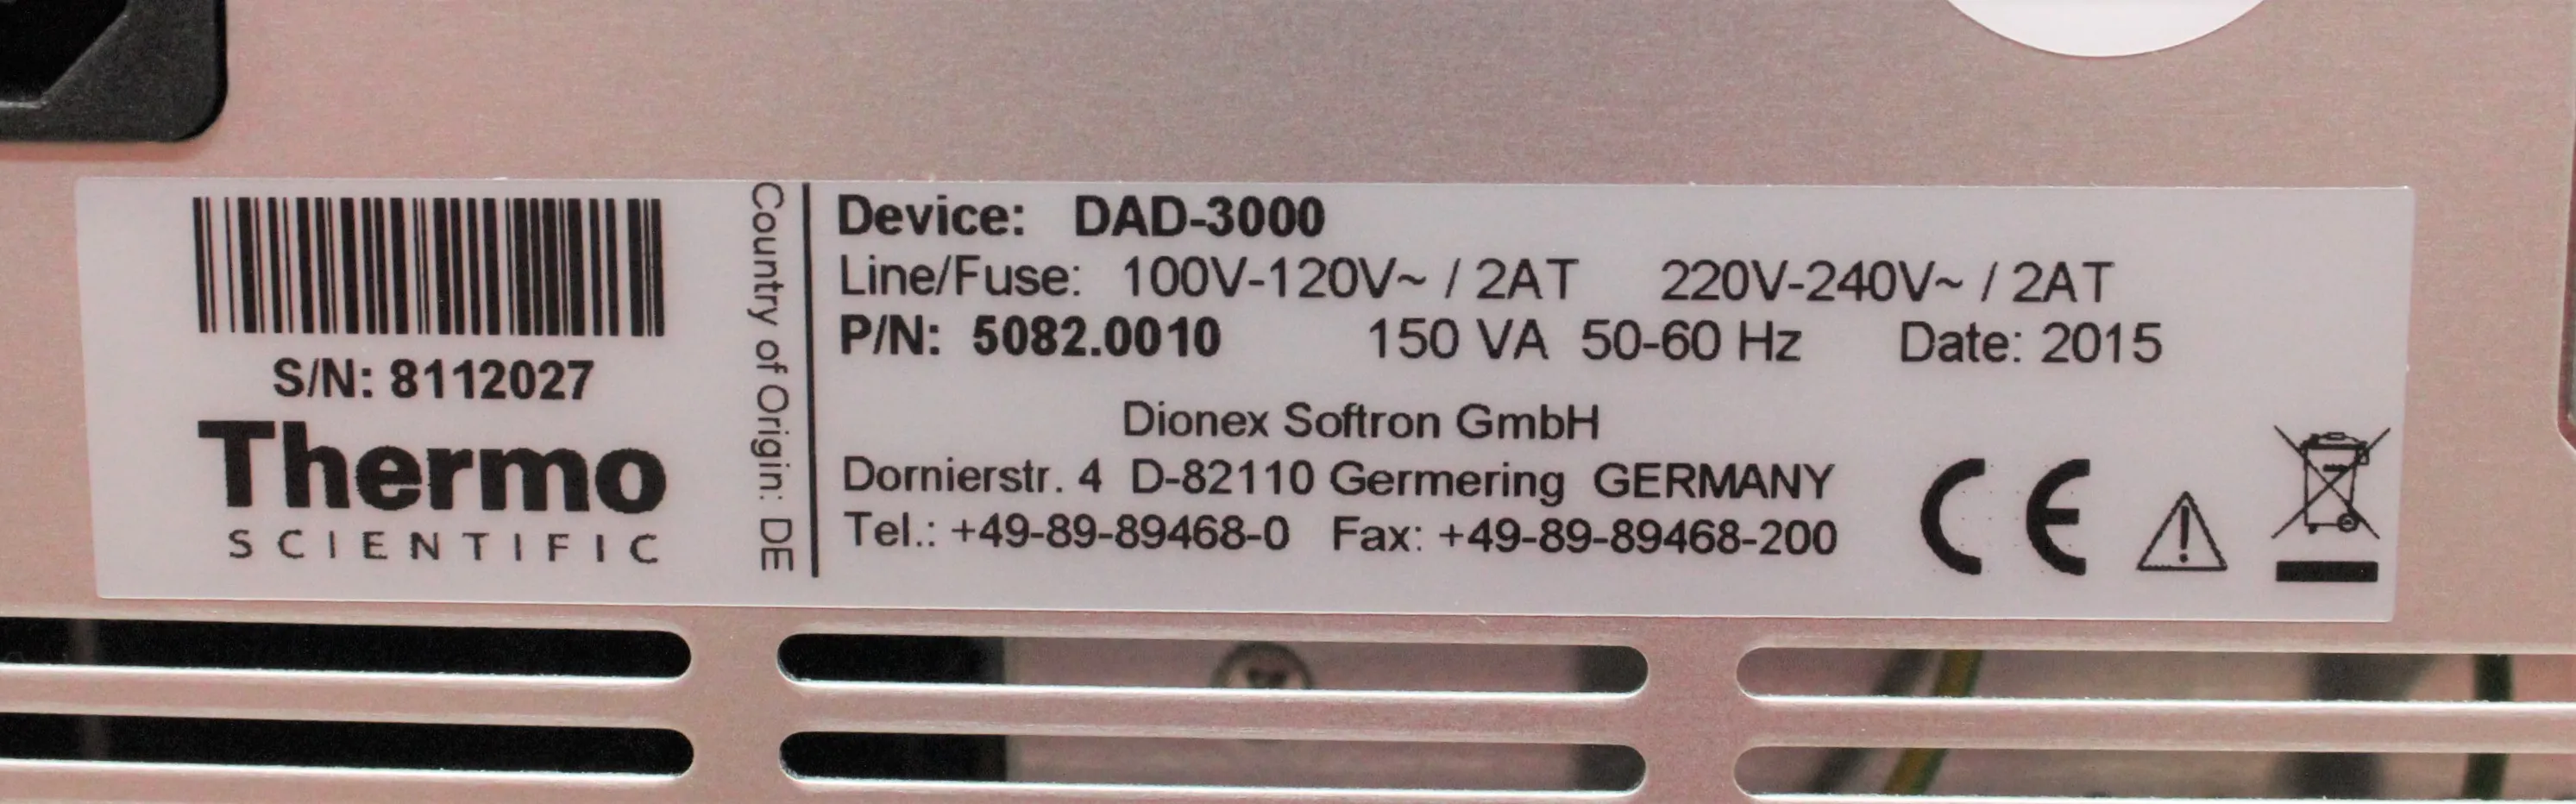 S/N: 8112027
Thermo
SCIENTIFIC
Country of Origin: DE
Device: DAD-3000
Line/Fuse: 100V-120V~ / 2AT 220V-240V~ / 2AT
P/N: 5082.0010 150 VA 50-60 Hz Date: 2015
Dionex Softron GmbH
Dornierstr. 4 D-82110 Germering GERMANY
Tel.: +49-89-89468-0 Fax: +49-89-89468-200
CE